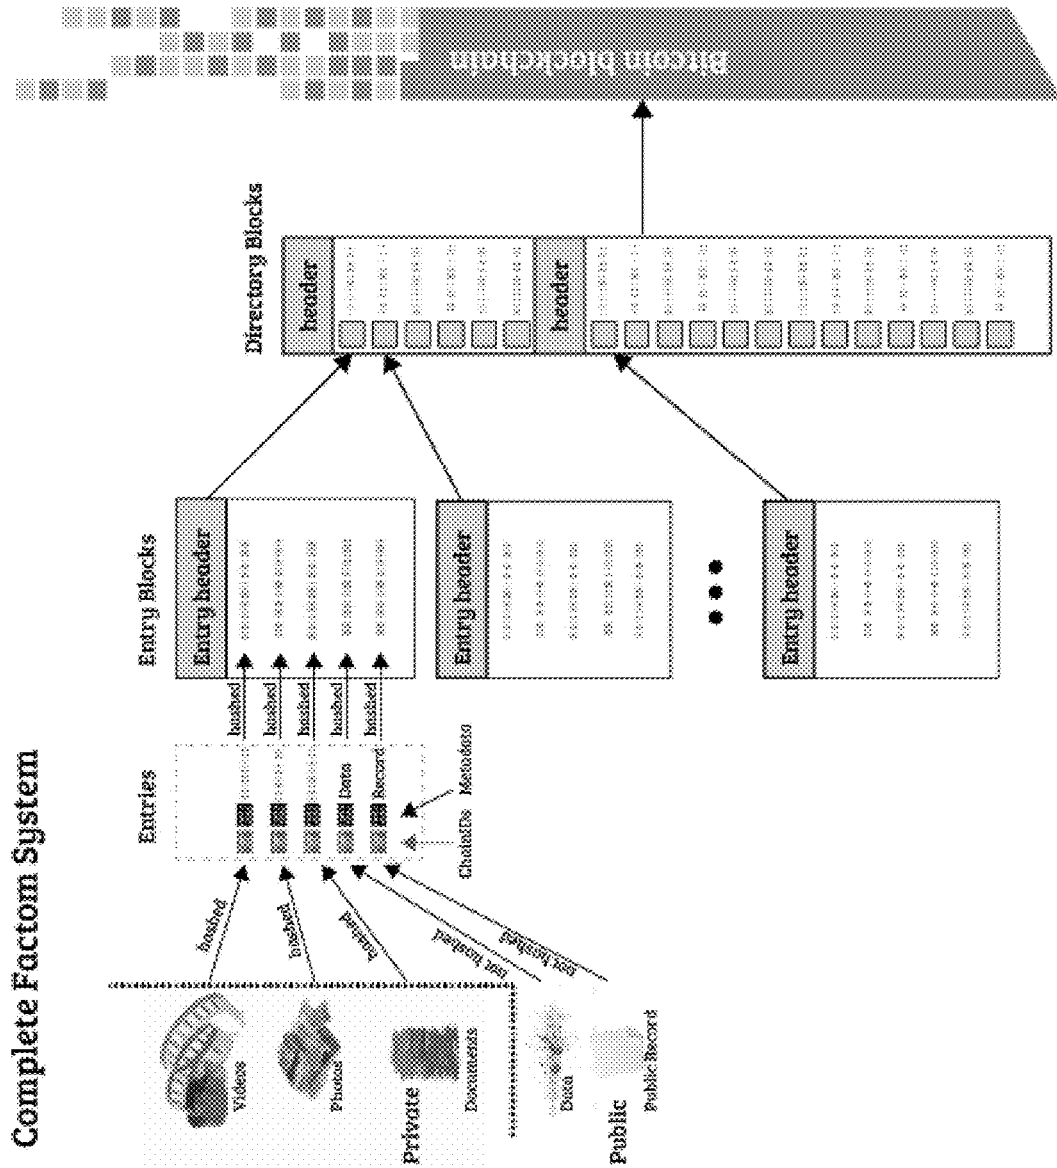 Complete Factom System
Entries
Entry Blocks
Directory Blocks
Videos
Photos
Private
Documents
Data
Public
Public Record
hashed
hashed
hashed
not hashed
not hashed
Data
Record
ChainIDs
Metadata
hashed
hashed
hashed
hashed
hashed
Entry header
Entry header
Entry header
header
header
Bitcoin blockchain